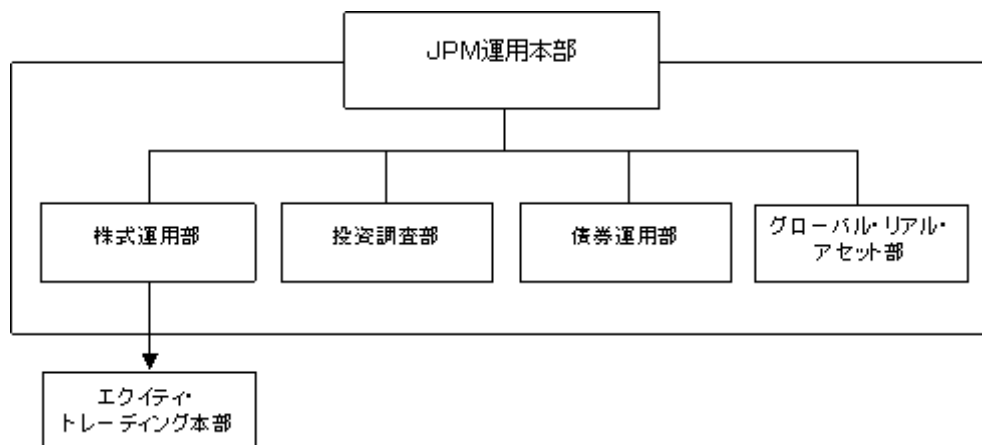 JPM運用本部
株式運用部
投資調査部
債券運用部
グローバル・リアル・
アセット部
エクイティ・
トレーディング本部